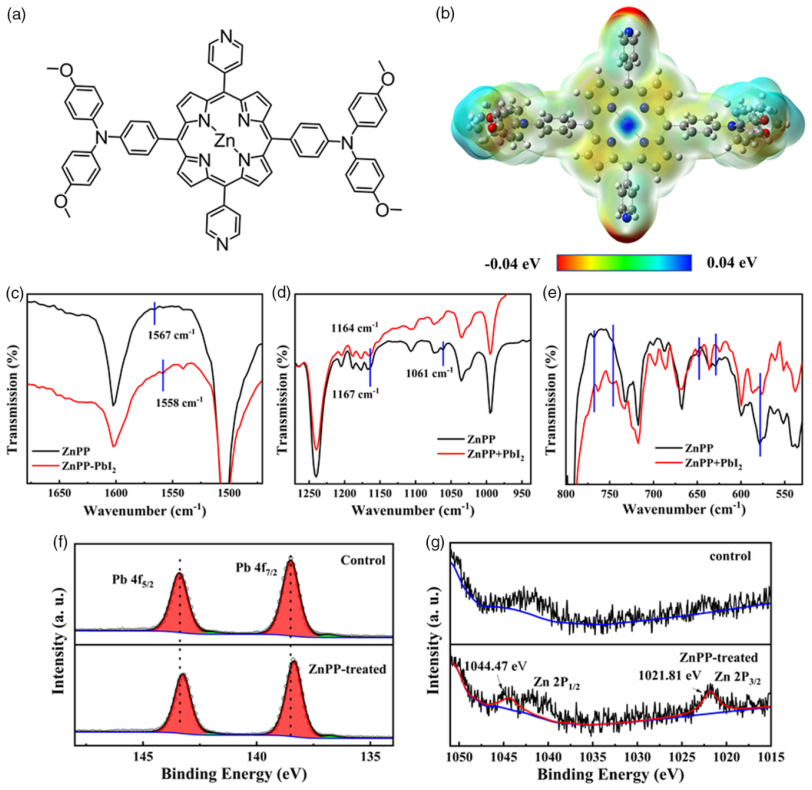 (a)
N
O
O
N
Zn
N
N
N
N
N
O
O
N
(b)
-0.04 eV
0.04 eV
(c)
Transmission (%)
1567 cm⁻¹
1558 cm⁻¹
ZnPP
ZnPP-PbI₂
1650
1600
1550
1500
Wavenumber (cm⁻¹)
(d)
Transmission (%)
1164 cm⁻¹
1167 cm⁻¹
1061 cm⁻¹
ZnPP
ZnPP+PbI₂
1250
1200
1150
1100
1050
1000
950
Wavenumber (cm⁻¹)
(e)
Transmission (%)
ZnPP
ZnPP+PbI₂
800
750
700
650
600
550
Wavenumber (cm⁻¹)
(f)
Intensity (a. u.)
Pb 4f₅/₂
Pb 4f₇/₂
Control
ZnPP-treated
145
140
135
Binding Energy (eV)
(g)
Intensity (a. u.)
control
ZnPP-treated
1044.47 eV
Zn 2P₁/₂
1021.81 eV
Zn 2P₃/₂
1050
1045
1040
1035
1030
1025
1020
1015
Binding Energy (eV)